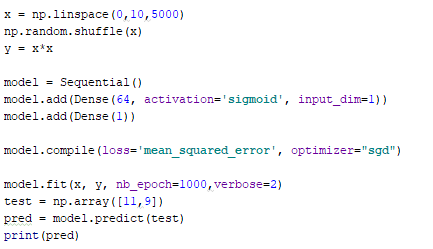 x = np.linspace(0,10,5000)
np.random.shuffle(x)
y = x*x
model = Sequential()
model.add(Dense(64, activation='sigmoid', input_dim=1))
model.add(Dense(1))
model.compile(loss='mean_squared_error', optimizer="sgd")
model.fit(x, y, nb_epoch=1000,verbose=2)
test = np.array([11,9])
pred = model.predict(test)
print(pred)